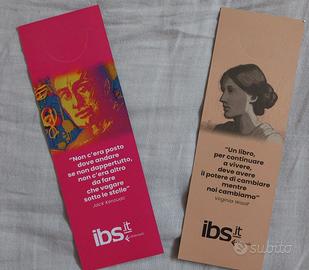 "Non c'era posto
dove andare
se non dappertutto,
non c'era altro
da fare
che vagare
sotto le stelle"
Jack Kerouac
ibs.it
"Un libro,
per continuare
a vivere,
deve avere
il potere di cambiare
mentre
noi cambiamo"
Virginia Woolf
ibs.it
subito